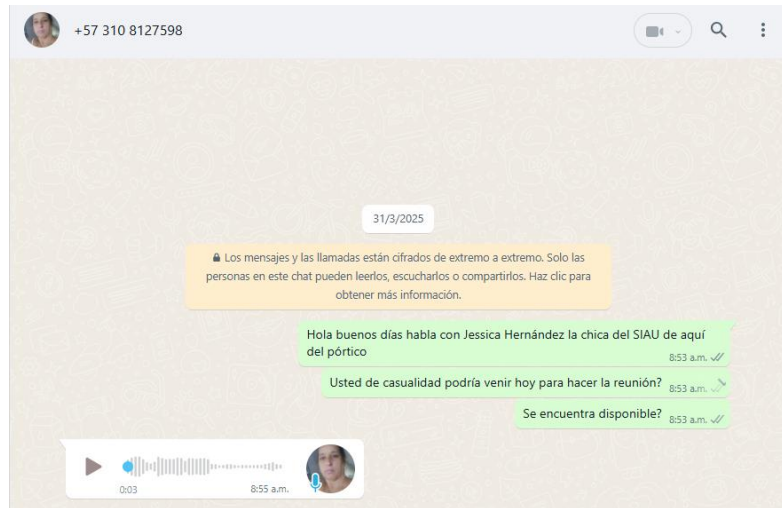 +57 310 8127598
31/3/2025
Los mensajes y las llamadas están cifrados de extremo a extremo. Solo las
personas en este chat pueden leerlos, escucharlos o compartirlos. Haz clic para
obtener más información.
Hola buenos días habla con Jessica Hernández la chica del SIAU de aquí
del pórtico
8:53 a.m.
Usted de casualidad podría venir hoy para hacer la reunión? 8:53 a.m.
Se encuentra disponible? 8:53 a.m.
0:03 8:55 a.m.